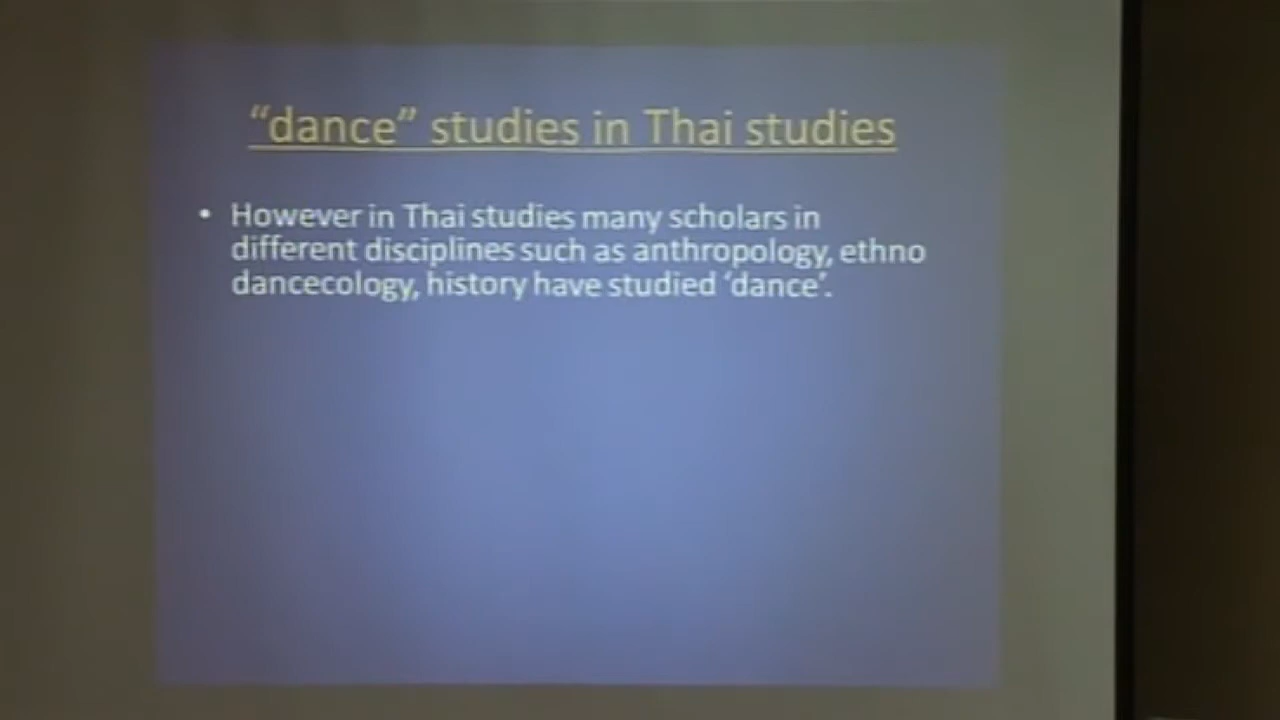 “dance” studies in Thai studies
• However in Thai studies many scholars in
different disciplines such as anthropology, ethno
dancecology, history have studied ‘dance’.